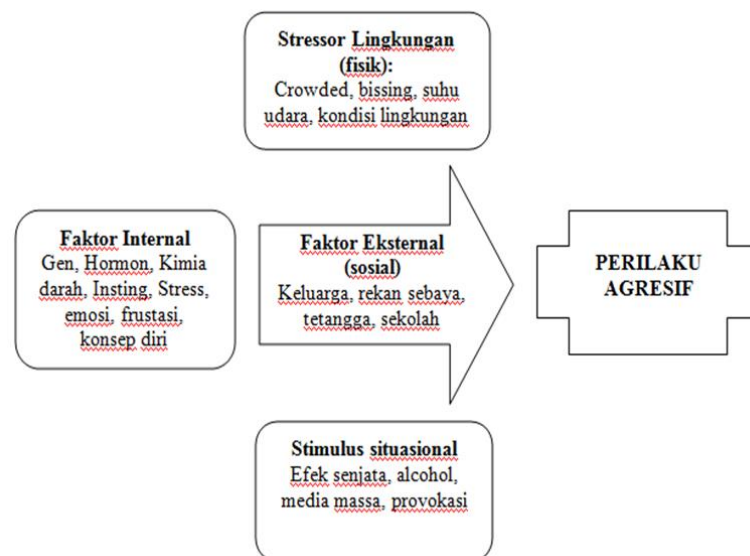 Stressor Lingkungan
(fisik):
Crowded, bissing, suhu
udara, kondisi lingkungan
Faktor Internal
Gen, Hormon, Kimia
darah, Insting, Stress,
emosi, frustasi,
konsep diri
Faktor Eksternal
(sosial)
Keluarga, rekan sebaya,
tetangga, sekolah
PERILAKU
AGRESIF
Stimulus situasional
Efek senjata, alcohol,
media massa, provokasi